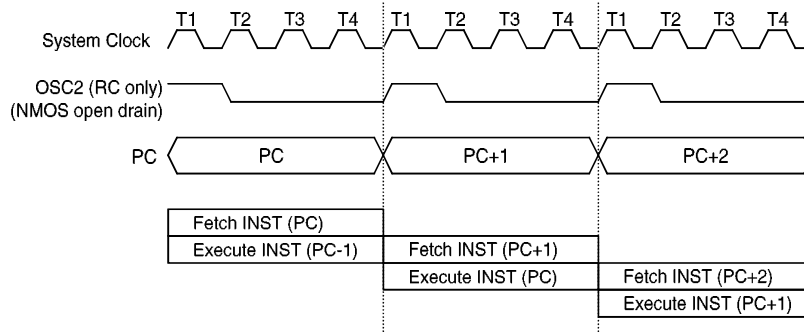 T1 T2 T3 T4 T1 T2 T3 T4 T1 T2 T3 T4
System Clock
OSC2 (RC only)
(NMOS open drain)
PC PC PC+1 PC+2
Fetch INST (PC)
Execute INST (PC-1) Fetch INST (PC+1)
Execute INST (PC) Fetch INST (PC+2)
Execute INST (PC+1)